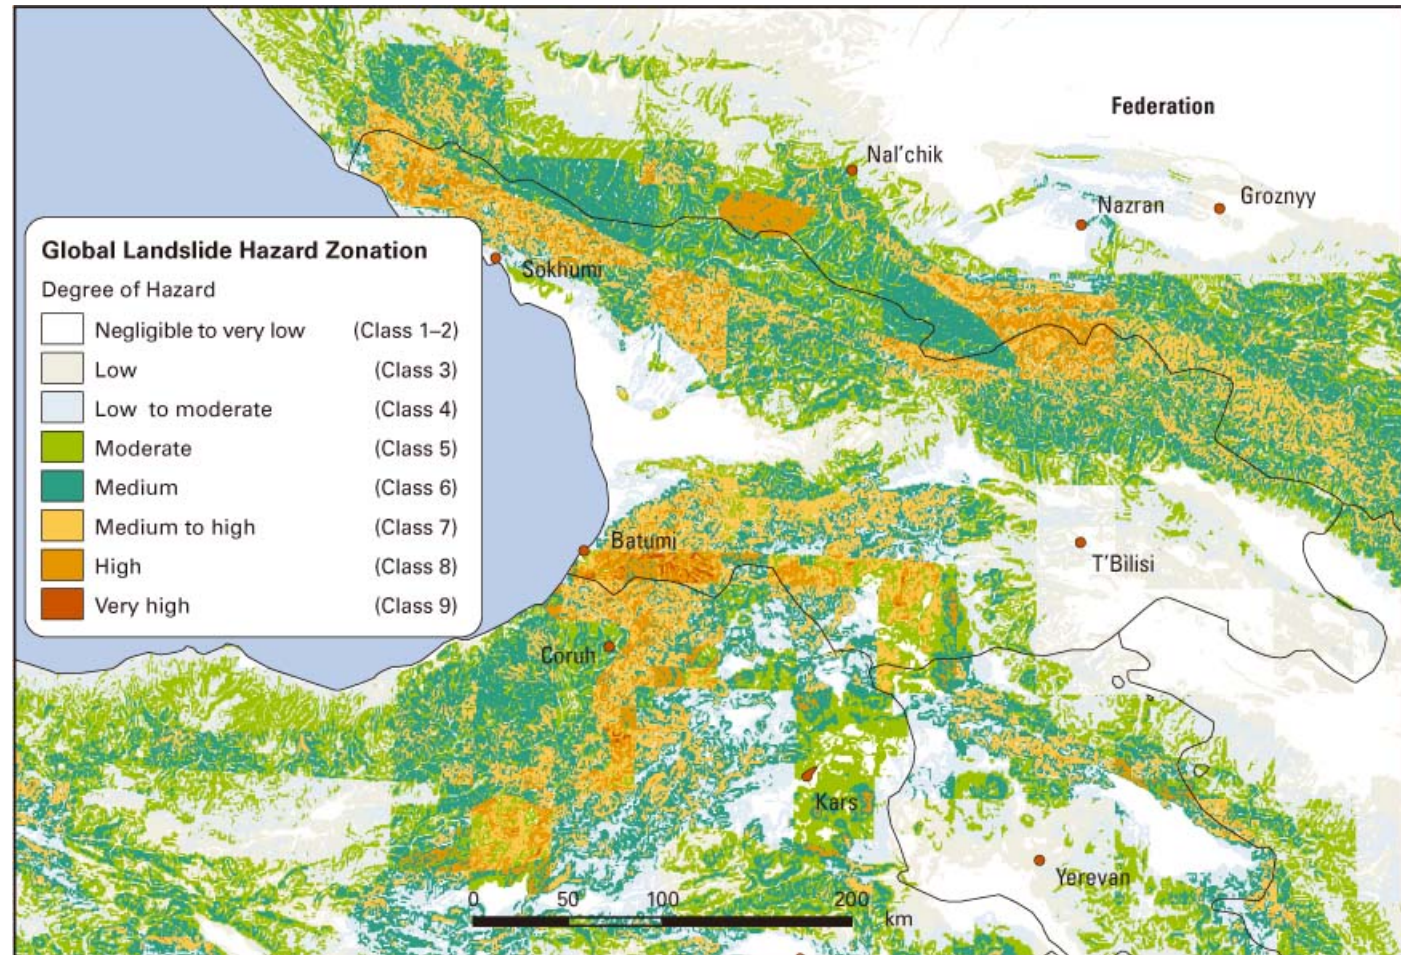 Federation
Nal'chik
Groznyy
Nazran
Global Landslide Hazard Zonation
Sokhumi
Degree of Hazard
Negligible to very low (Class 1–2)
Low (Class 3)
Low to moderate (Class 4)
Moderate (Class 5)
Medium (Class 6)
Medium to high (Class 7)
High (Class 8)
Very high (Class 9)
Batumi
T'Bilisi
Coruh
Kars
Yerevan
0 50 100 200
km